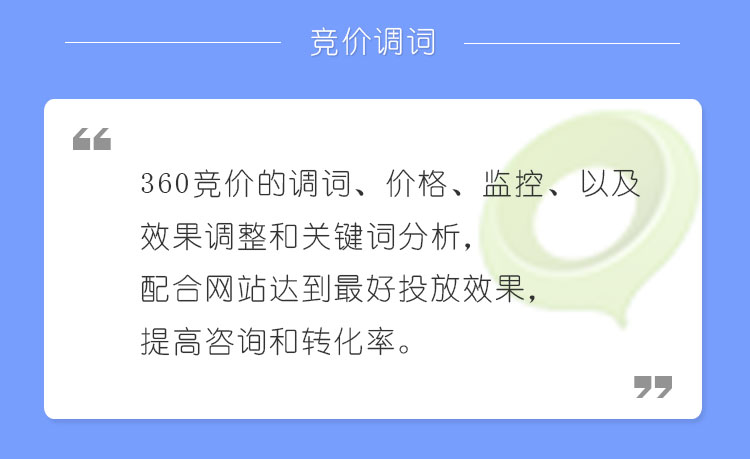 竞价调词
360竞价的调词、价格、监控、以及
效果调整和关键词分析，
配合网站达到最好投放效果，
提高咨询和转化率。